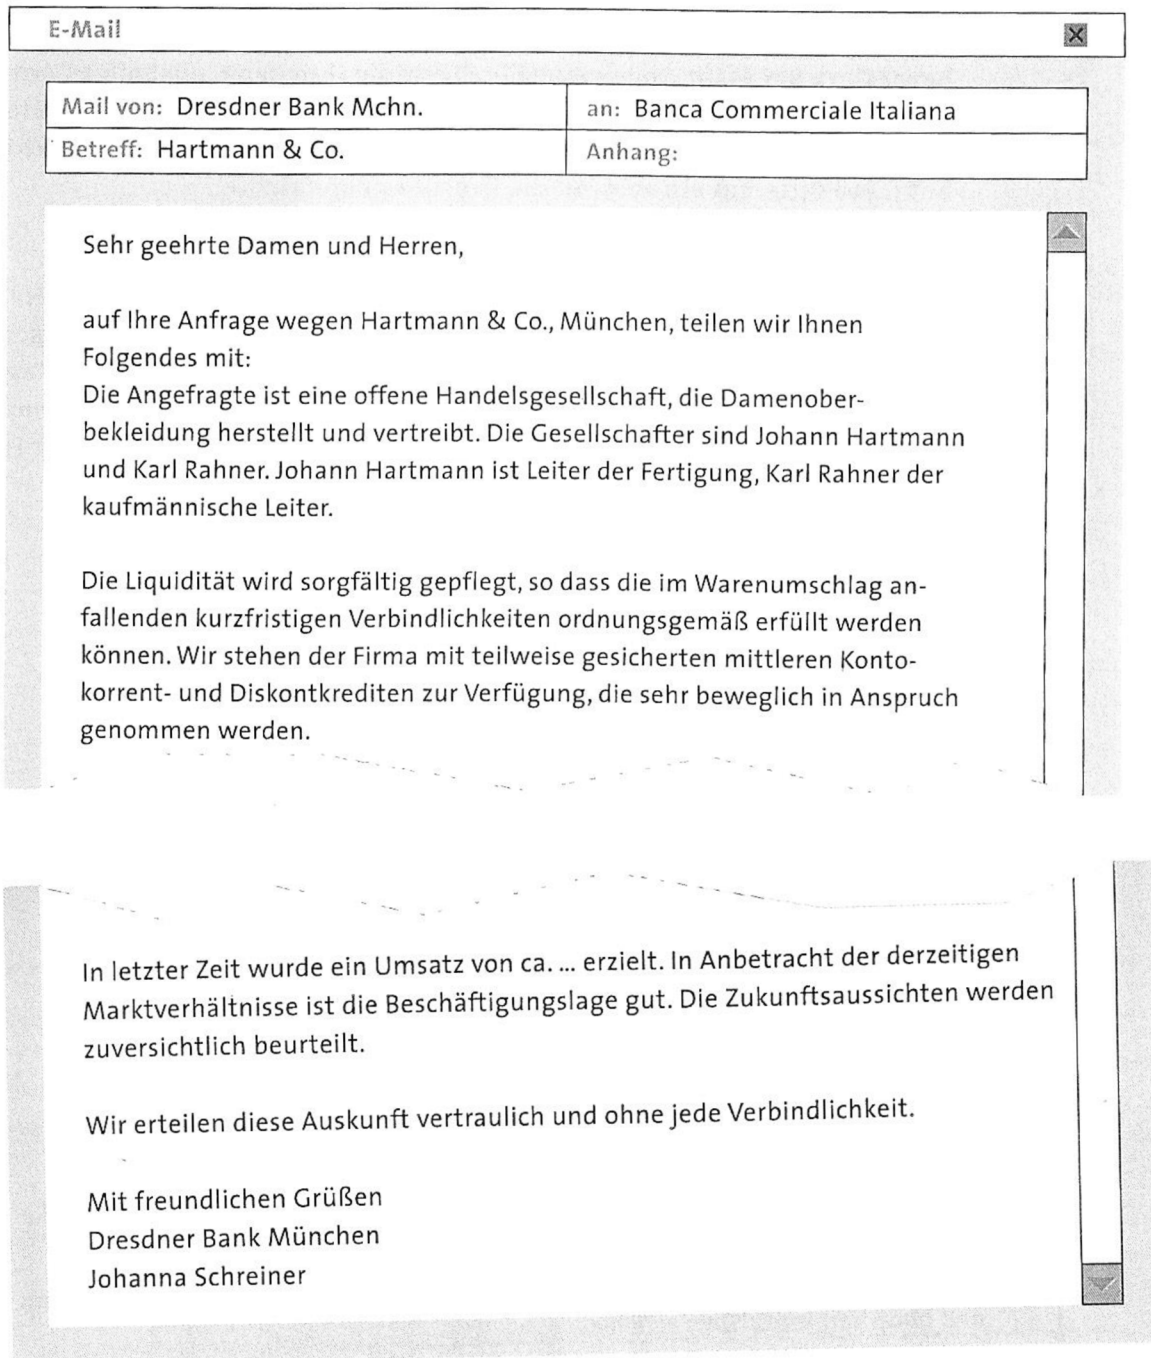 E-Mail
Mail von: Dresdner Bank Mchn.
an: Banca Commerciale Italiana
Betreff: Hartmann & Co.
Anhang:
Sehr geehrte Damen und Herren,
auf Ihre Anfrage wegen Hartmann & Co., München, teilen wir Ihnen
Folgendes mit:
Die Angefragte ist eine offene Handelsgesellschaft, die Damenober-
bekleidung herstellt und vertreibt. Die Gesellschafter sind Johann Hartmann
und Karl Rahner. Johann Hartmann ist Leiter der Fertigung, Karl Rahner der
kaufmännische Leiter.
Die Liquidität wird sorgfältig gepflegt, so dass die im Warenumschlag an-
fallenden kurzfristigen Verbindlichkeiten ordnungsgemäß erfüllt werden
können. Wir stehen der Firma mit teilweise gesicherten mittleren Konto-
korrent- und Diskontkrediten zur Verfügung, die sehr beweglich in Anspruch
genommen werden.
In letzter Zeit wurde ein Umsatz von ca. ... erzielt. In Anbetracht der derzeitigen
Marktverhältnisse ist die Beschäftigungslage gut. Die Zukunftsaussichten werden
zuversichtlich beurteilt.
Wir erteilen diese Auskunft vertraulich und ohne jede Verbindlichkeit.
Mit freundlichen Grüßen
Dresdner Bank München
Johanna Schreiner